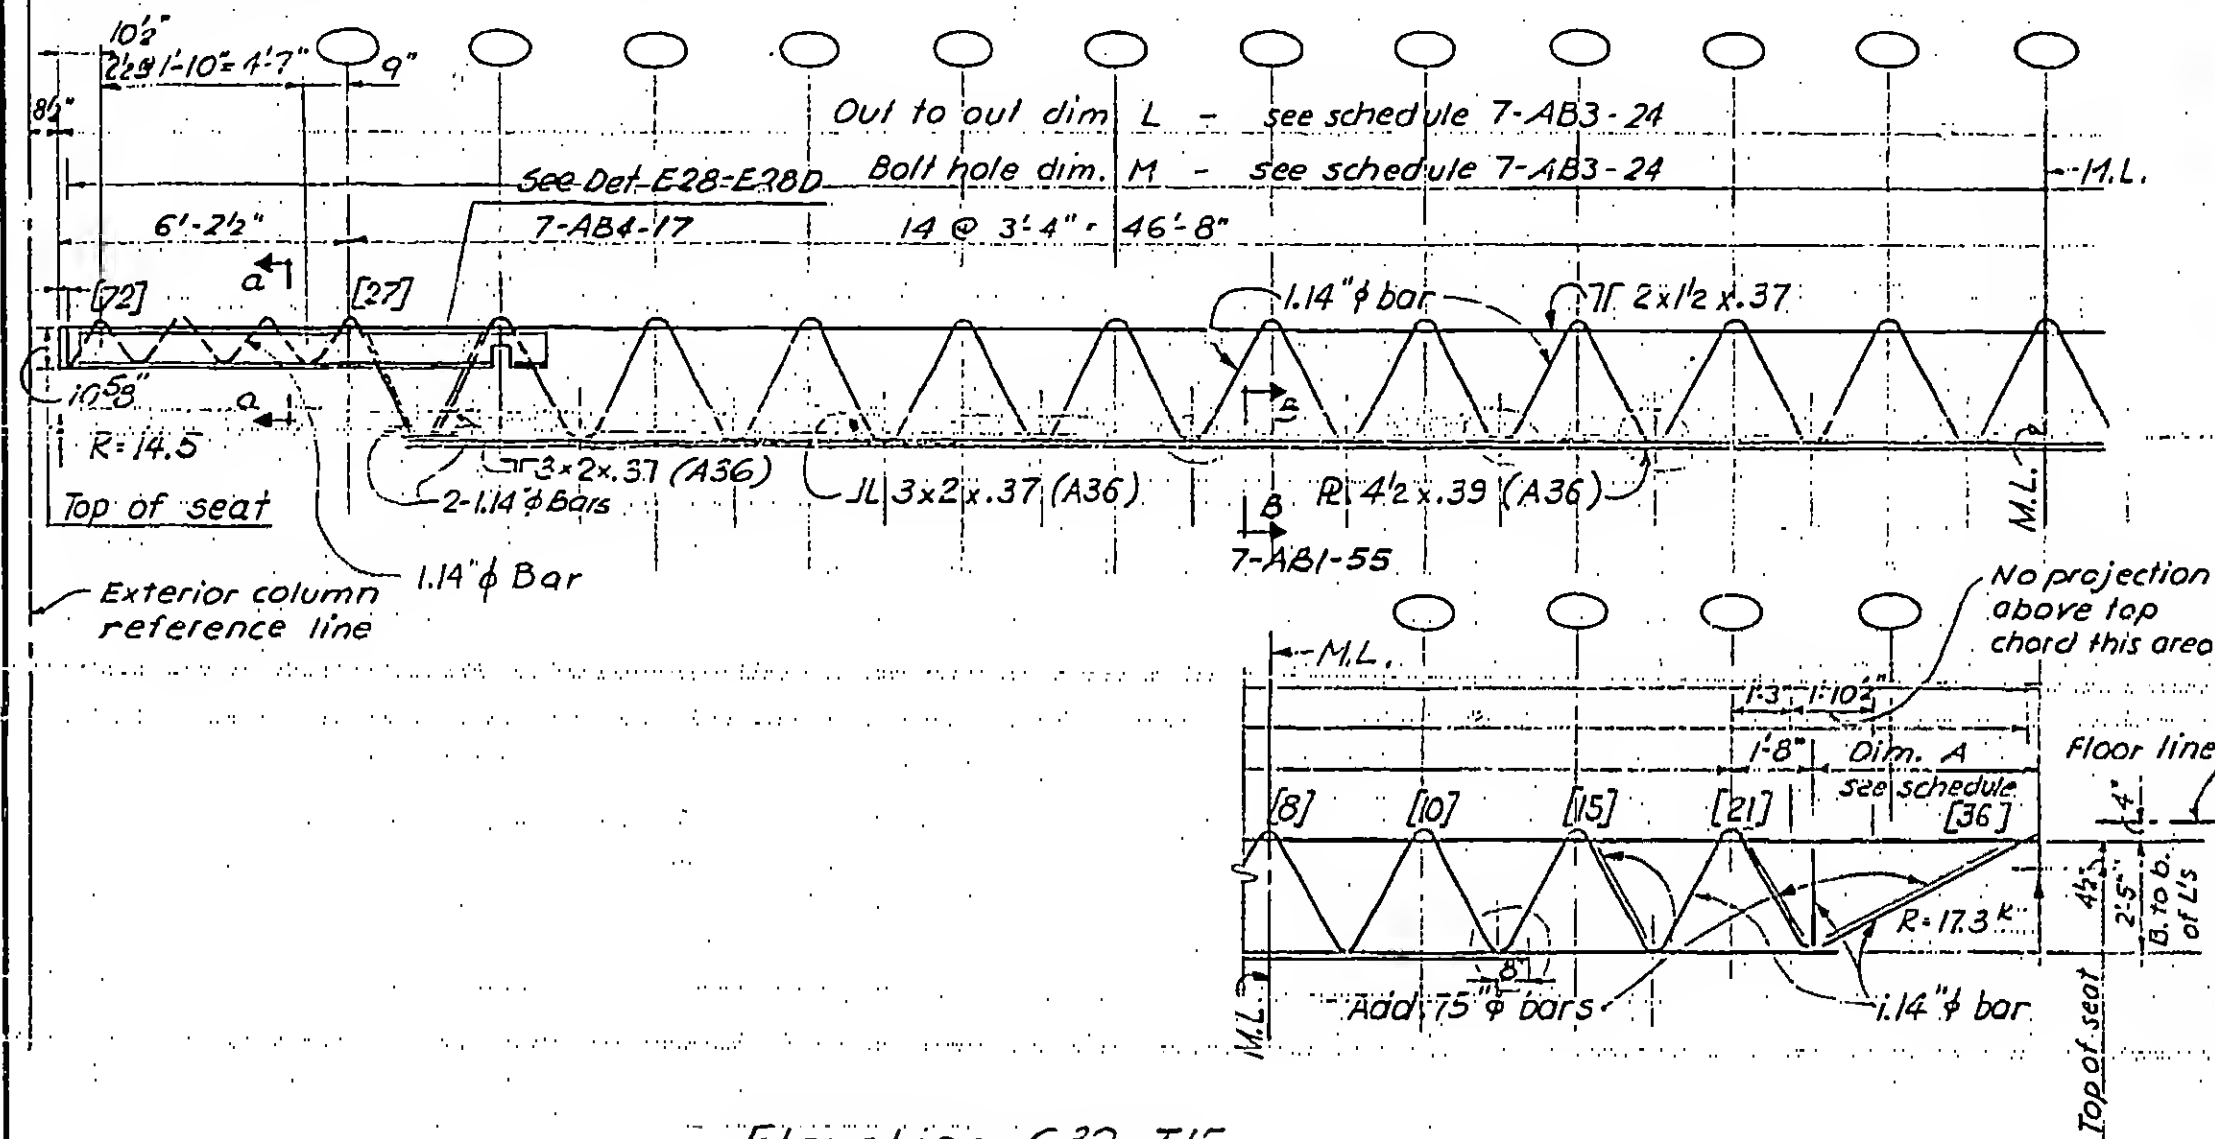 10½"
2½@1'-10"=4'-7"
9"
8½"
Out to out dim L - see schedule 7-AB3-24
See Det E28-E28D
Bolt hole dim. M - see schedule 7-AB3-24
M.L.
6'-2½"
7-AB4-17
14 @ 3'-4" = 46'-8"
[72]
a
[27]
1.14"φ bar
2x1½x.37
10⅝"
a
B
R=14.5
3x2x.37 (A36)
2-1.14"φ Bars
3x2x.37 (A36)
PL 4½x.39 (A36)
M.L.
Top of seat
B
7-AB1-55
1.14"φ Bar
Exterior column
reference line
No projection
above top
chord this area
M.L.
1'-3"
1'-10½"
1'-8"
Dim. A
see schedule
Floor line
[8]
[10]
[15]
[21]
[36]
4"
4½"
2'-5"
B. to b.
of L's
R=17.3 k
8"
M.L.
Add .75"φ bars
1.14"φ bar
Top of seat